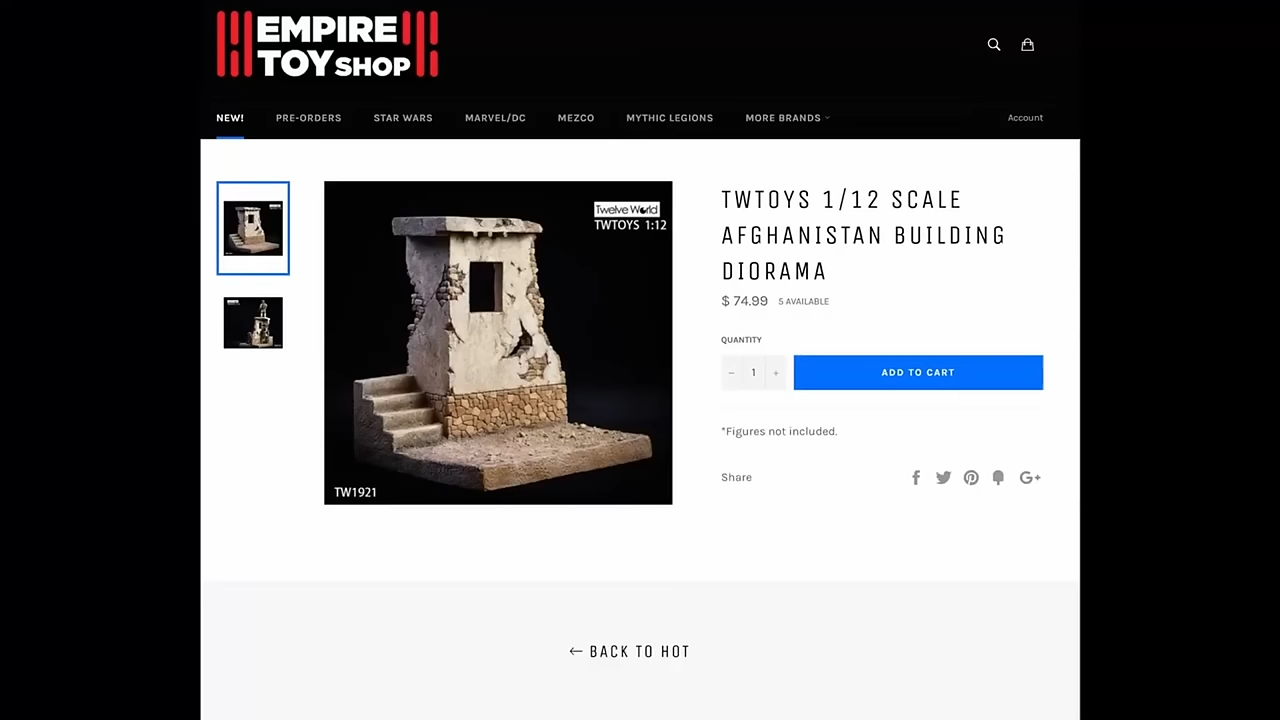 EMPIRE
TOY SHOP
NEW!
PRE-ORDERS
STAR WARS
MARVEL/DC
MEZCO
MYTHIC LEGIONS
MORE BRANDS
Account
Twelve World
TWTOYS 1:12
TW1921
TWTOYS 1/12 SCALE
AFGHANISTAN BUILDING
DIORAMA
$ 74.99 5 AVAILABLE
QUANTITY
− 1 +
ADD TO CART
*Figures not included.
Share
G+
← BACK TO HOT